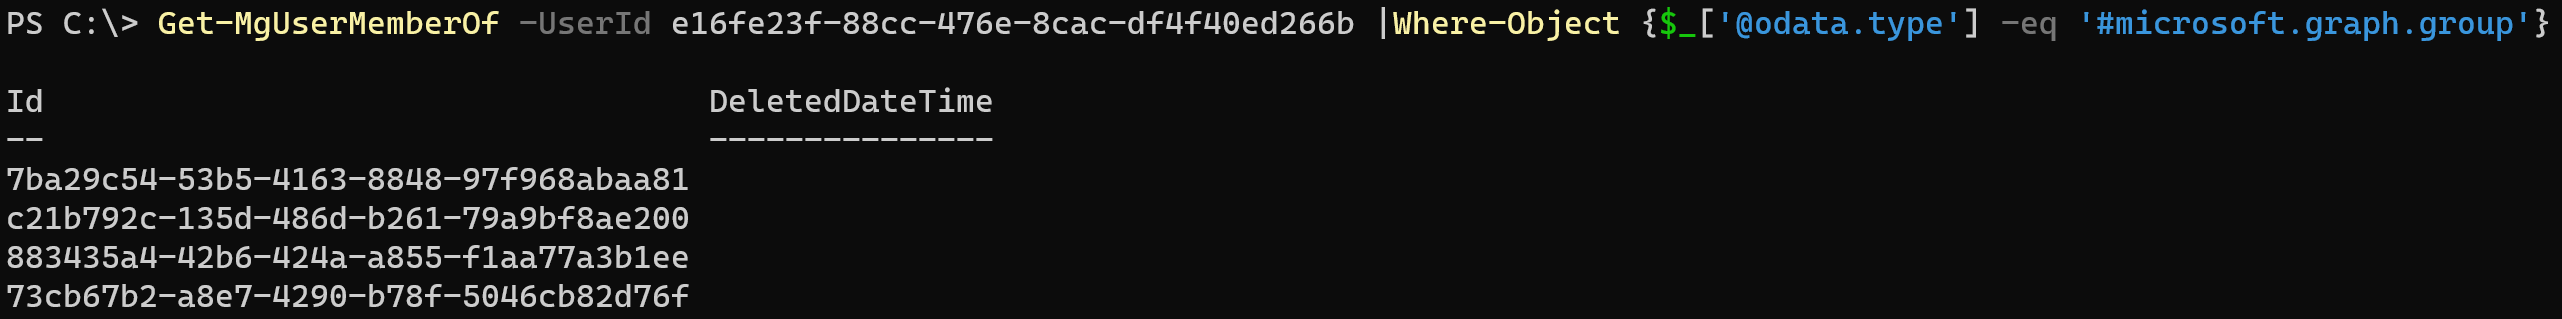 PS C:\> Get-MgUserMemberOf -UserId e16fe23f-88cc-476e-8cac-df4f40ed266b |Where-Object {$_['@odata.type'] -eq '#microsoft.graph.group'}
Id DeletedDateTime
-- ---------------
7ba29c54-53b5-4163-8848-97f968abaa81
c21b792c-135d-486d-b261-79a9bf8ae200
883435a4-42b6-424a-a855-f1aa77a3b1ee
73cb67b2-a8e7-4290-b78f-5046cb82d76f